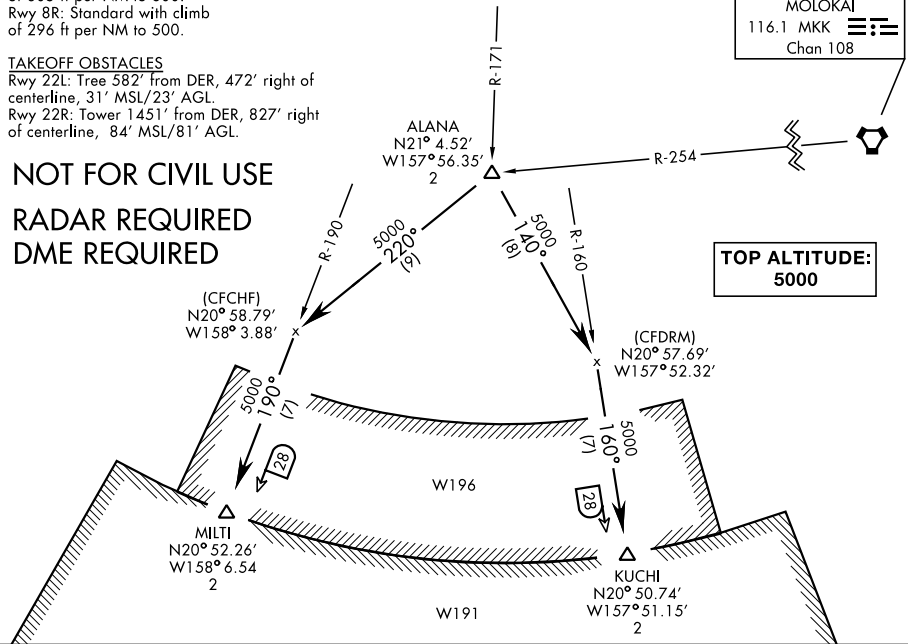 Rwy 8R: Standard with climb
of 296 ft per NM to 500.
TAKEOFF OBSTACLES
Rwy 22L: Tree 582' from DER, 472' right of
centerline, 31' MSL/23' AGL.
Rwy 22R: Tower 1451' from DER, 827' right
of centerline, 84' MSL/81' AGL.
NOT FOR CIVIL USE
RADAR REQUIRED
DME REQUIRED
MOLOKAI
116.1 MKK
Chan 108
R-171
ALANA
N21° 4.52'
W157° 56.35'
2
R-254
R-190
5000
220°
(9)
5000
140°
(8)
R-160
TOP ALTITUDE:
5000
(CFCHF)
N20° 58.79'
W158° 3.88'
(CFDRM)
N20° 57.69'
W157° 52.32'
5000
190°
(7)
5000
160°
(7)
28
28
W196
MILTI
N20° 52.26'
W158° 6.54
2
KUCHI
N20° 50.74'
W157° 51.15'
2
W191